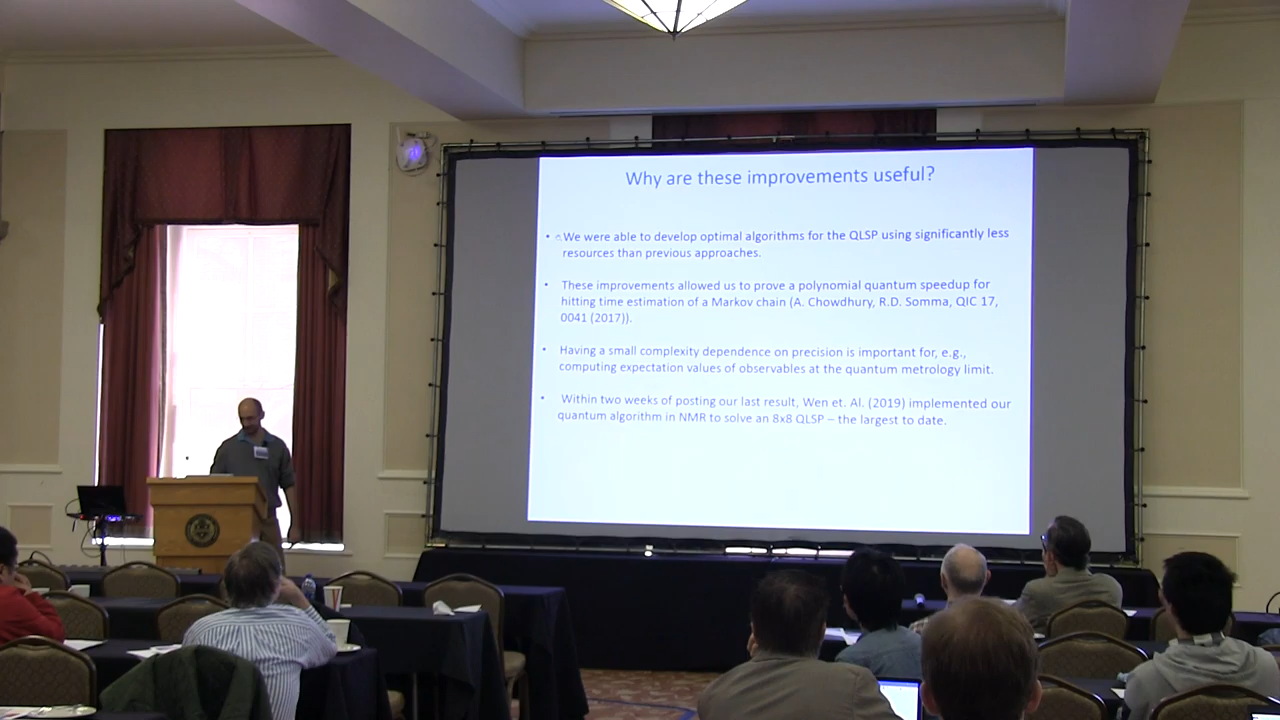 Why are these improvements useful?
• We were able to develop optimal algorithms for the QLSP using significantly less
resources than previous approaches.
• These improvements allowed us to prove a polynomial quantum speedup for
hitting time estimation of a Markov chain (A. Chowdhury, R.D. Somma, QIC 17,
0041 (2017)).
• Having a small complexity dependence on precision is important for, e.g.,
computing expectation values of observables at the quantum metrology limit.
• Within two weeks of posting our last result, Wen et. Al. (2019) implemented our
quantum algorithm in NMR to solve an 8x8 QLSP – the largest to date.